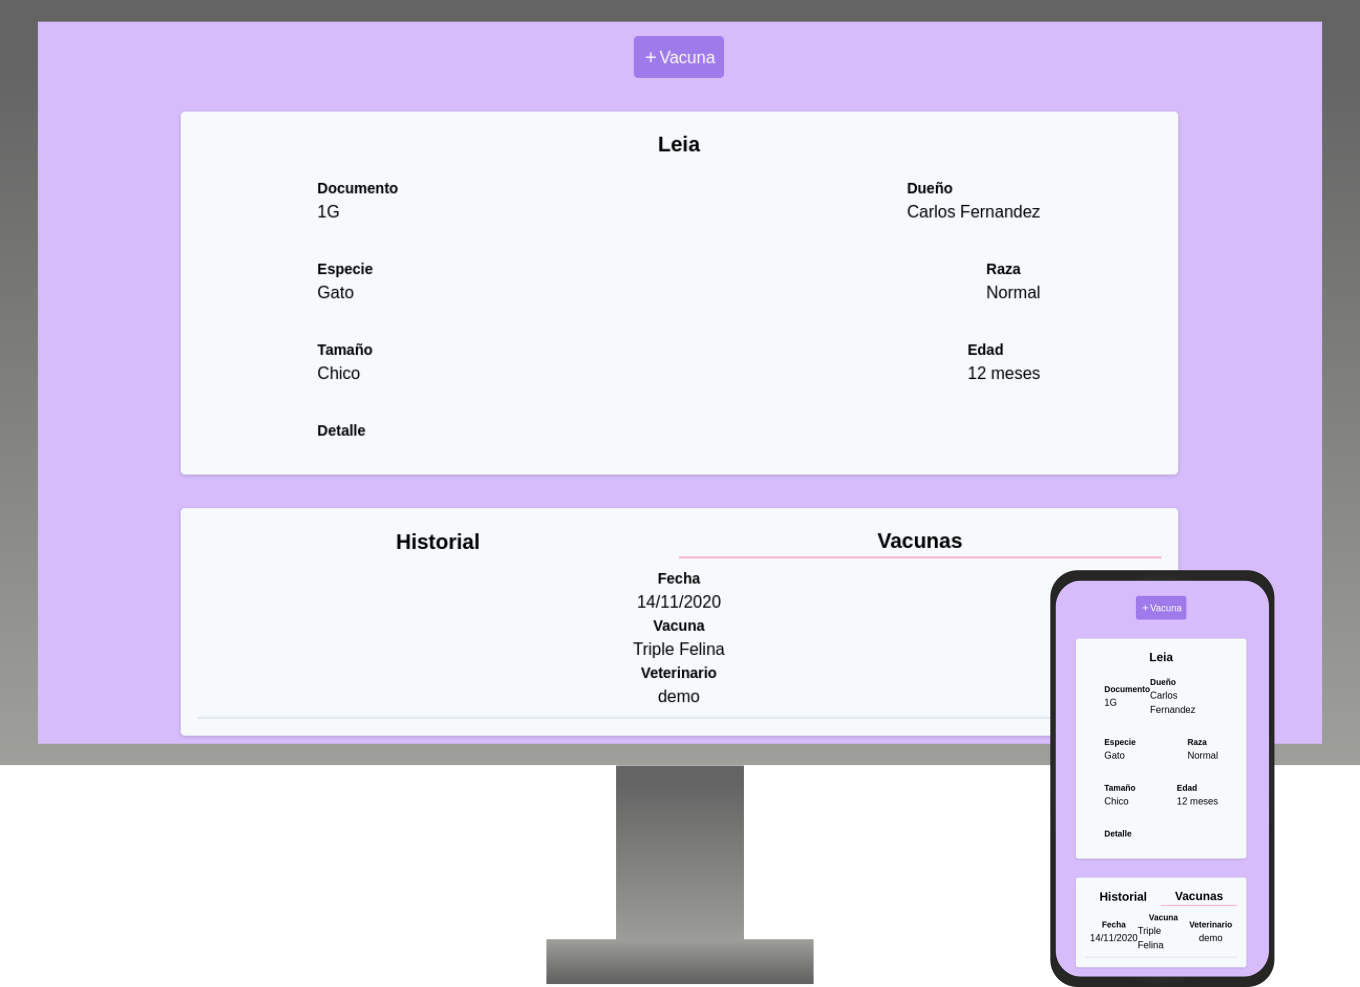 + Vacuna
Leia
Documento Dueño
1G Carlos Fernandez
Especie Raza
Gato Normal
Tamaño Edad
Chico 12 meses
Detalle
Historial Vacunas
Fecha
14/11/2020
Vacuna
Triple Felina
Veterinario
demo
+ Vacuna
Leia
Documento Dueño
1G Carlos
Fernandez
Especie Raza
Gato Normal
Tamaño Edad
Chico 12 meses
Detalle
Historial Vacunas
Fecha Vacuna Veterinario
14/11/2020 Triple demo
Felina